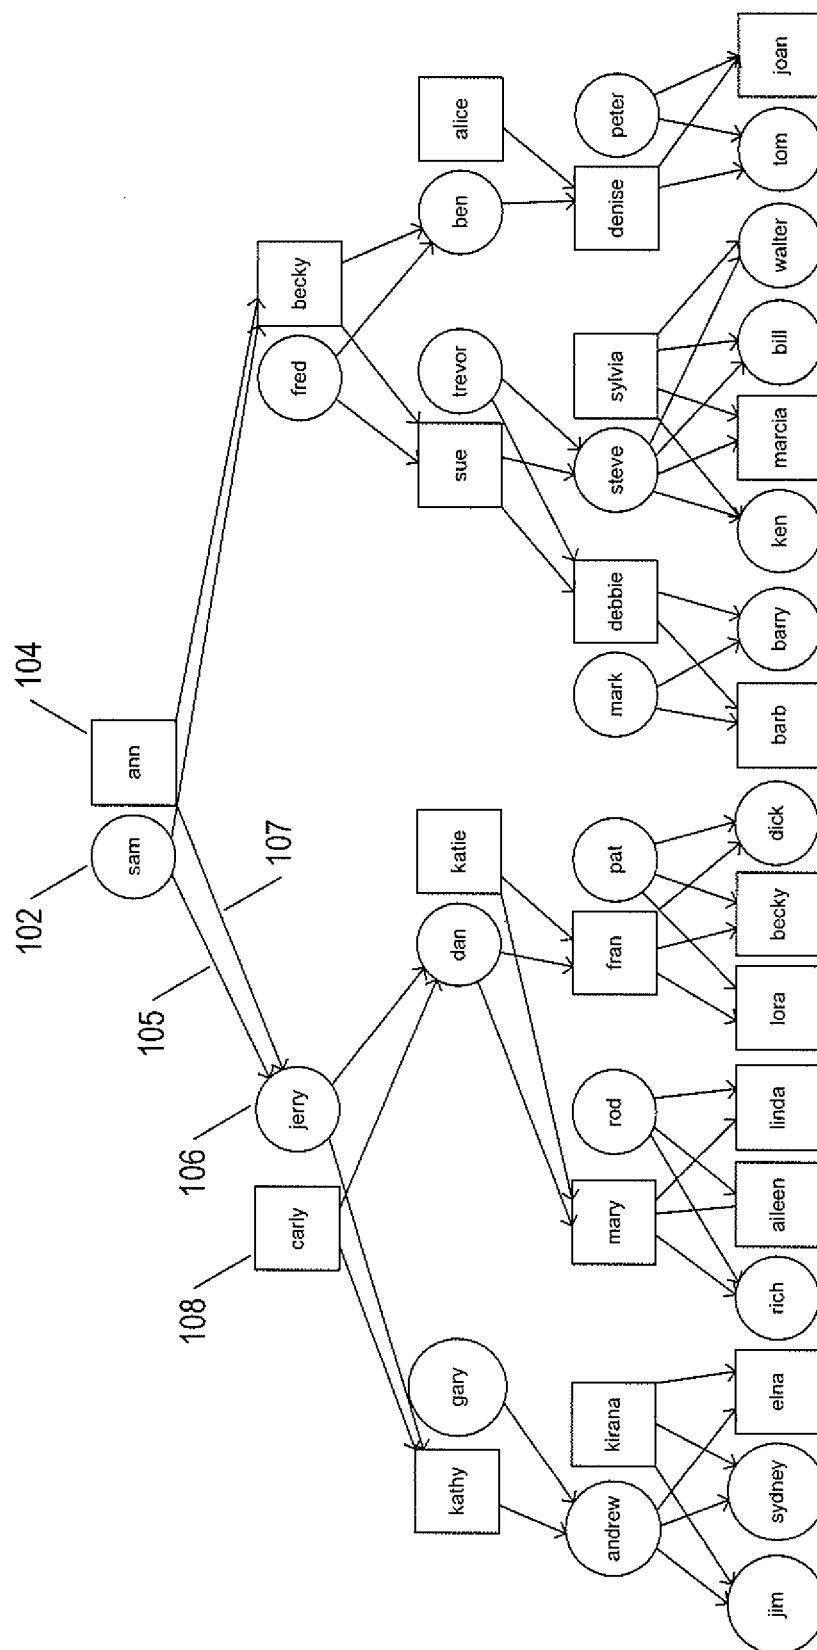 102
104
sam
ann
105
107
106
108
carly
jerry
fred
becky
kathy
gary
dan
katie
sue
trevor
ben
alice
andrew
kirana
mary
rod
fran
pat
mark
debbie
steve
sylvia
denise
peter
jim
sydney
elna
rich
aileen
linda
lora
becky
dick
barb
barry
ken
marcia
bill
walter
tom
joan